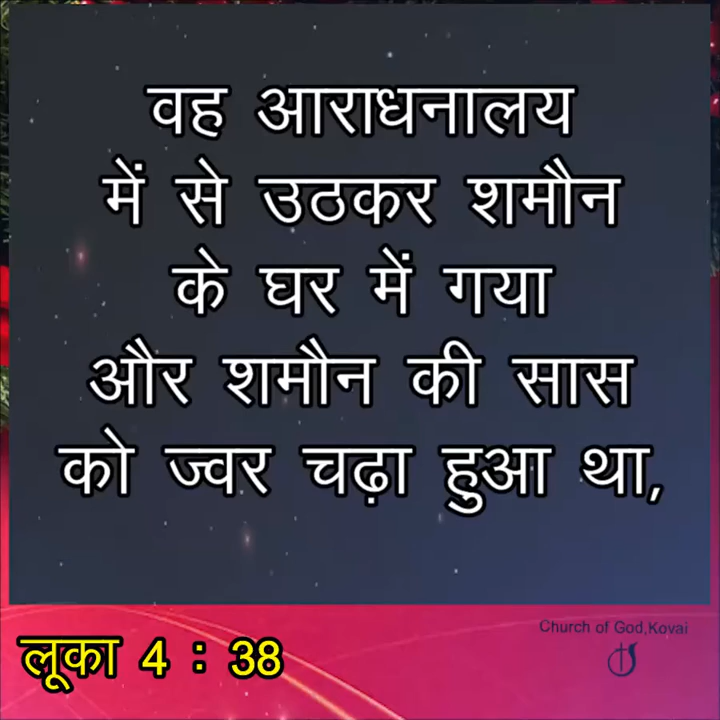 वह आराधनालय
में से उठकर शमौन
के घर में गया
और शमौन की सास
को ज्वर चढ़ा हुआ था,
Church of God,Kovai
लूका 4 : 38